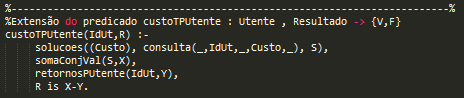 %-----------------------------------------------------------------%
%Extensão do predicado custoTPUtente : Utente , Resultado -> {V,F}
custoTPUtente(IdUt,R) :-
solucoes((Custo), consulta(_,IdUt,_,Custo,_), S),
somaConjVal(S,X),
retornosPUtente(IdUt,Y),
R is X-Y.